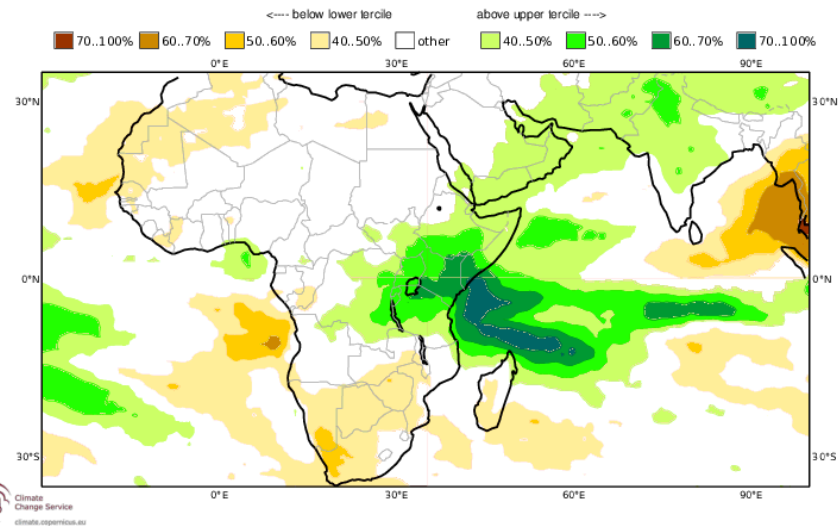 <---- below lower tercile above upper tercile ---->
70..100% 60..70% 50..60% 40..50% other 40..50% 50..60% 60..70% 70..100%
0°E 30°E 60°E 90°E
30°N 30°N
0°N 0°N
30°S 30°S
0°E 30°E 60°E 90°E
Climate
Change Service
climate.copernicus.eu